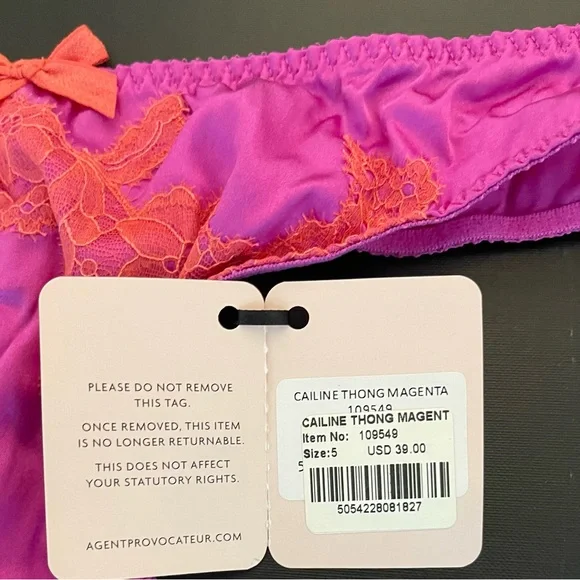 PLEASE DO NOT REMOVE
THIS TAG.
ONCE REMOVED, THIS ITEM
IS NO LONGER RETURNABLE.
THIS DOES NOT AFFECT
YOUR STATUTORY RIGHTS.
AGENTPROVOCATEUR.COM
CAILINE THONG MAGENTA
109549
CAILINE THONG MAGENT
Item No: 109549
Size:5 USD 39.00
5
5054228081827